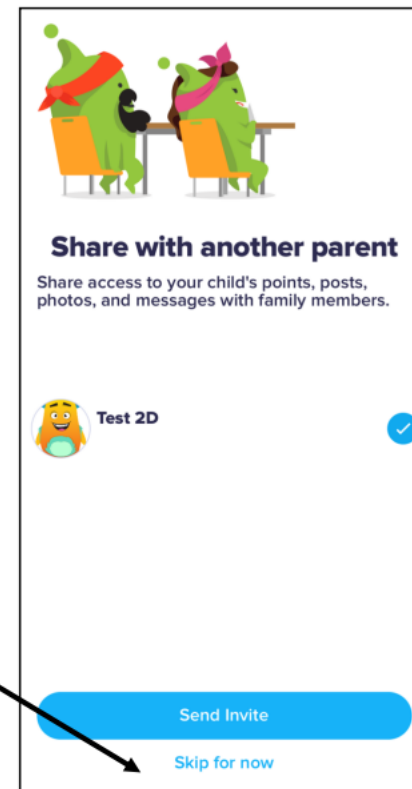 Share with another parent
Share access to your child's points, posts,
photos, and messages with family members.
Test 2D
Send Invite
Skip for now